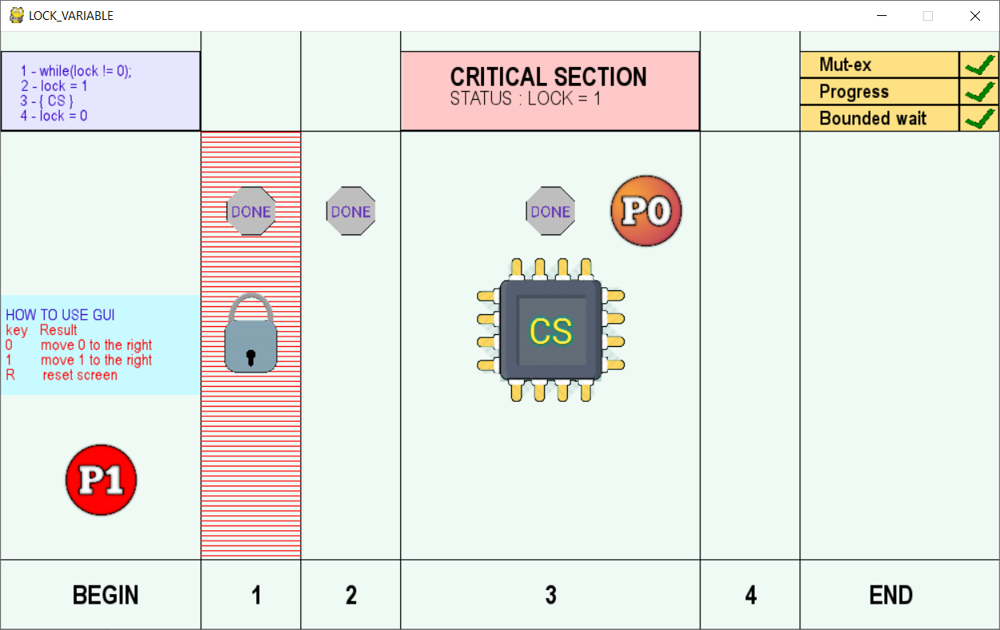 LOCK_VARIABLE
1 - while(lock != 0);
2 - lock = 1
3 - { CS }
4 - lock = 0
CRITICAL SECTION
STATUS : LOCK = 1
Mut-ex
Progress
Bounded wait
DONE
DONE
DONE
P0
HOW TO USE GUI
key Result
0 move 0 to the right
1 move 1 to the right
R reset screen
CS
P1
BEGIN
1
2
3
4
END